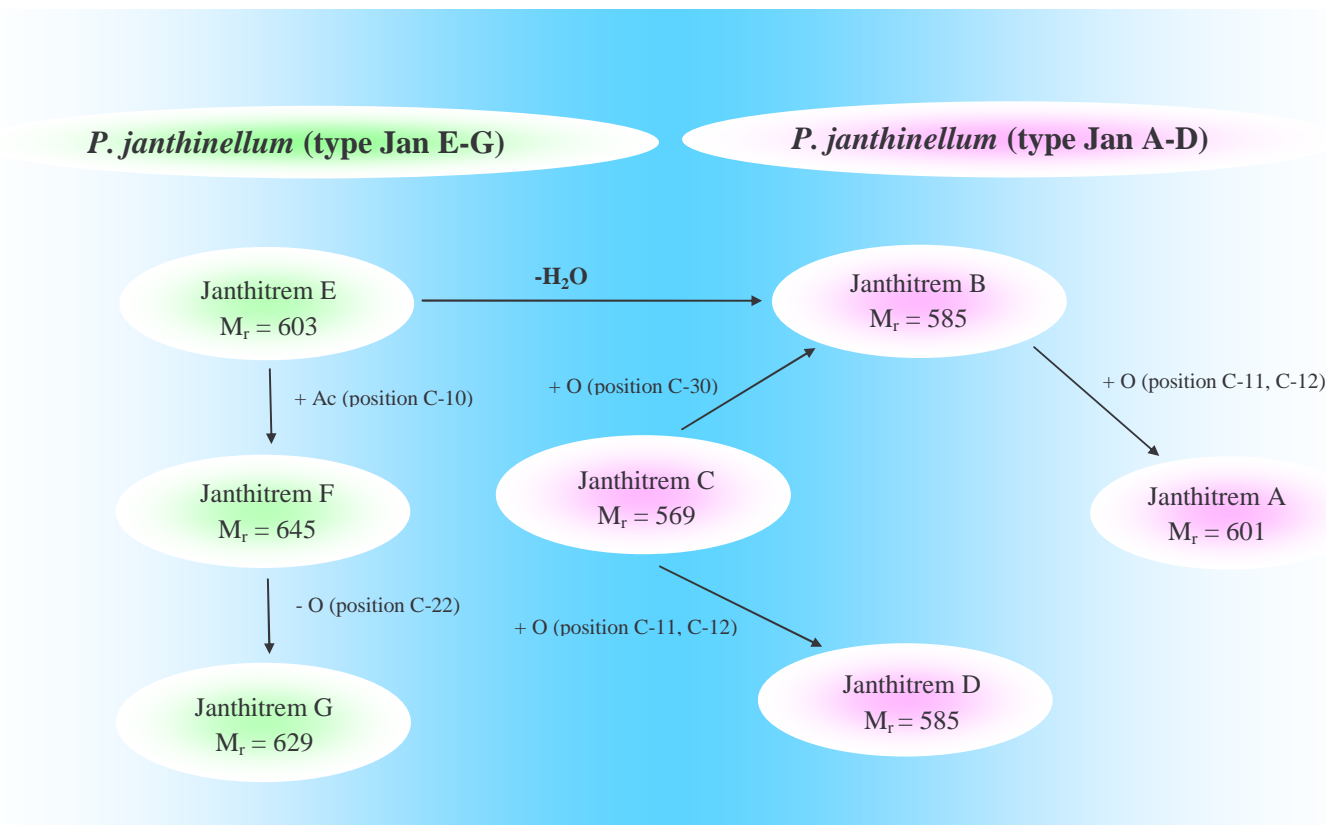 P. janthinellum (type Jan E-G)
P. janthinellum (type Jan A-D)
Janthitrem E
Mr = 603
-H2O
Janthitrem B
Mr = 585
+ Ac (position C-10)
+ O (position C-30)
+ O (position C-11, C-12)
Janthitrem F
Mr = 645
Janthitrem C
Mr = 569
Janthitrem A
Mr = 601
- O (position C-22)
+ O (position C-11, C-12)
Janthitrem G
Mr = 629
Janthitrem D
Mr = 585